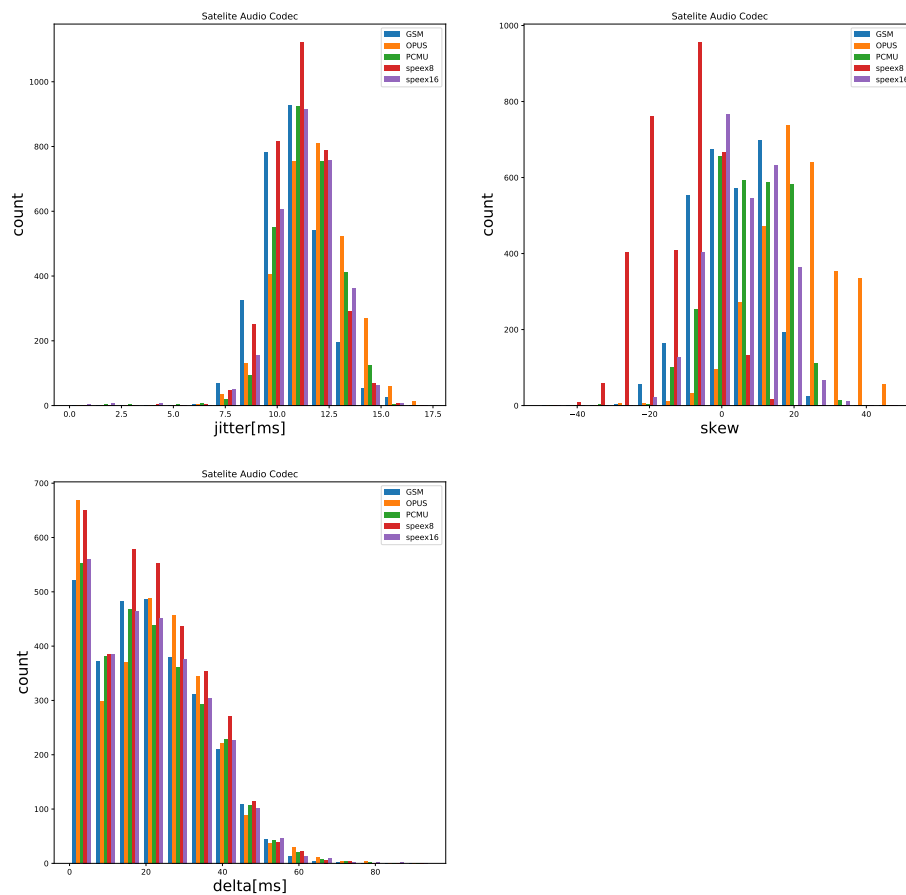 Satelite Audio Codec
GSM
OPUS
PCMU
speex8
speex16
count
1000
800
600
400
200
0
0.0 2.5 5.0 7.5 10.0 12.5 15.0 17.5
jitter[ms]
Satelite Audio Codec
GSM
OPUS
PCMU
speex8
speex16
count
1000
800
600
400
200
0
−40 −20 0 20 40
skew
Satelite Audio Codec
GSM
OPUS
PCMU
speex8
speex16
count
700
600
500
400
300
200
100
0
0 20 40 60 80
delta[ms]